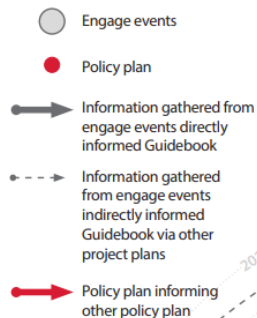 Engage events
Policy plan
Information gathered from
engage events directly
informed Guidebook
Information gathered
from engage events
indirectly informed
Guidebook via other
project plans
Policy plan informing
other policy plan